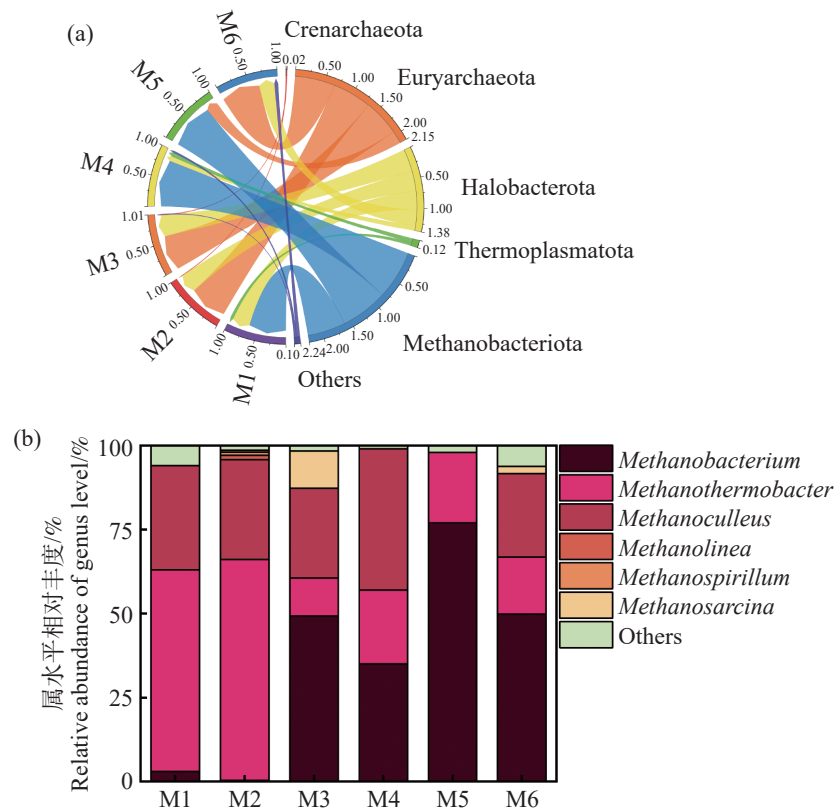 (a)
Crenarchaeota
Euryarchaeota
Halobacterota
Thermoplasmatota
Methanobacteriota
Others
M1
M2
M3
M4
M5
M6
0.02
0.50
1.00
1.50
2.00
2.15
0.50
1.00
1.38
0.12
0.50
1.00
1.50
2.00
2.24
0.10
0.50
1.00
0.50
1.00
0.50
1.01
0.50
1.00
0.50
1.00
0.50
1.00
(b)
属水平相对丰度/%
Relative abundance of genus level/%
100
75
50
25
0
M1 M2 M3 M4 M5 M6
Methanobacterium
Methanothermobacter
Methanoculleus
Methanolinea
Methanospirillum
Methanosarcina
Others